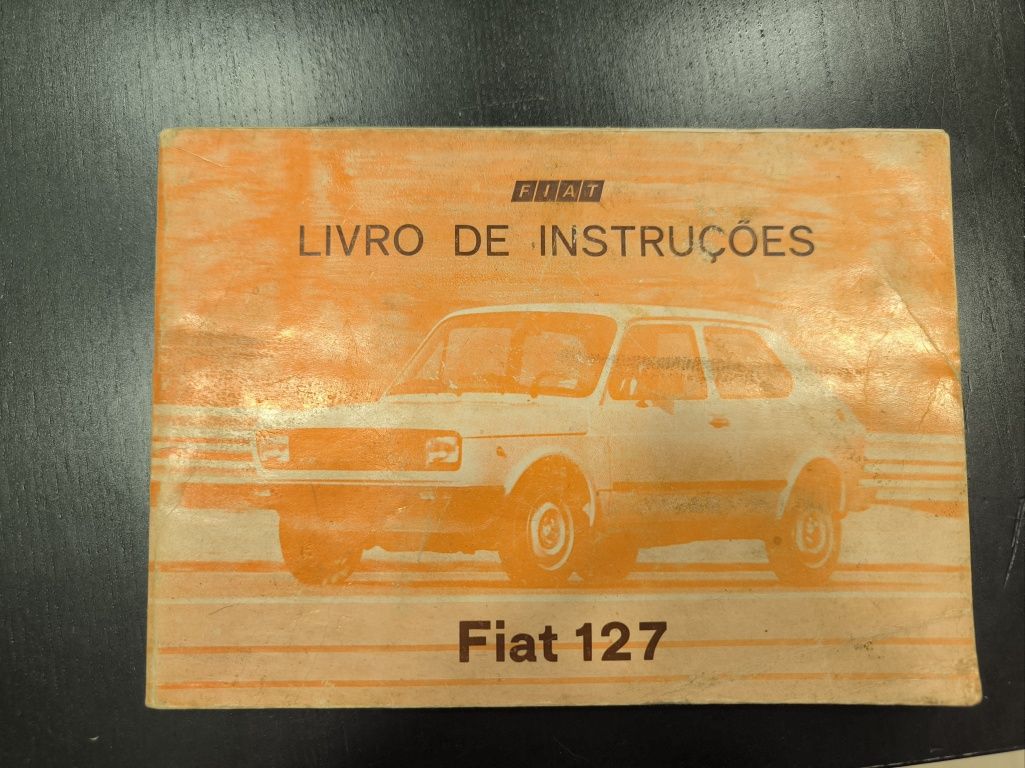 FIAT
LIVRO DE INSTRUÇÕES
Fiat 127